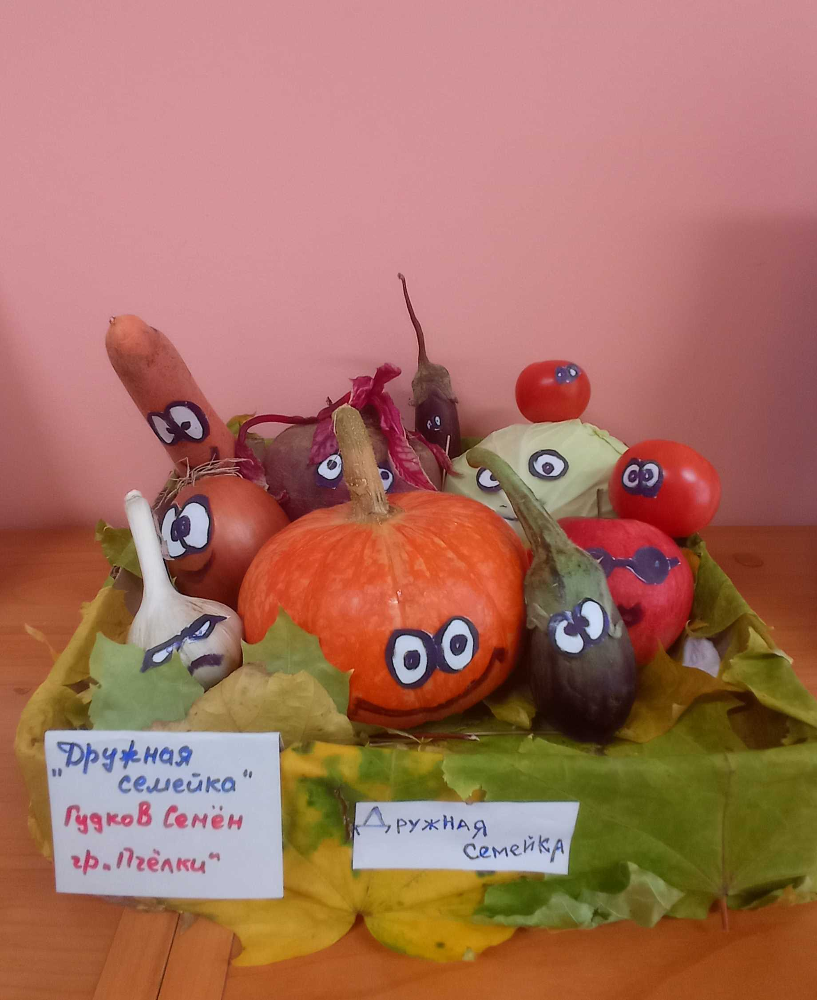 "Дружная
семейка"
Гудков Семён
гр. "Пчёлки"
Дружная
Семейка